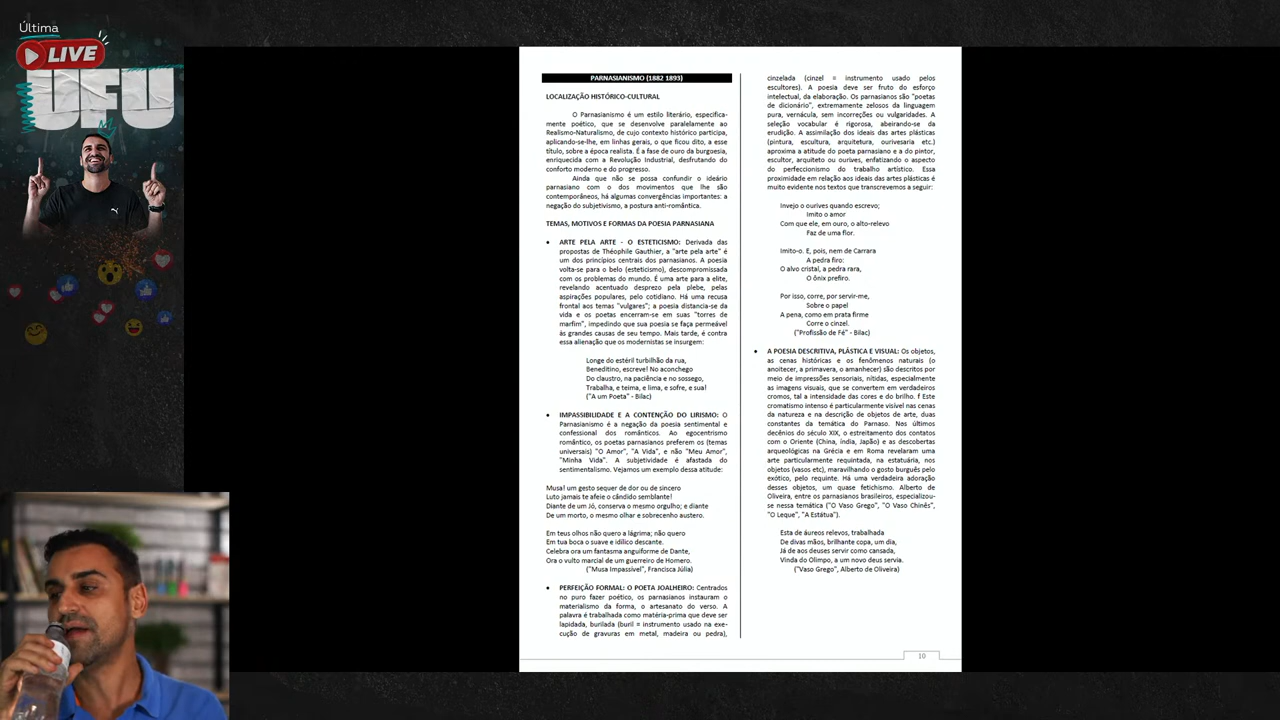 Última
LIVE
UFU
PARNASIANISMO (1882 1893)
LOCALIZAÇÃO HISTÓRICO-CULTURAL
O Parnasianismo é um estilo literário, específica-
mente poético, que se desenvolve paralelamente ao
Realismo-Naturalismo, de cujo contexto histórico participa,
aplicando-se-lhe, em linhas gerais, o que ficou dito, a esse
título, sobre a época realista. É a fase de ouro da burguesia,
enriquecida com a Revolução Industrial, desfrutando do
conforto moderno e do progresso.
Ainda que não se possa confundir o ideário
parnasiano com o dos movimentos que lhe são
contemporâneos, há algumas convergências importantes: a
negação do subjetivismo, a postura anti-romântica.
TEMAS, MOTIVOS E FORMAS DA POESIA PARNASIANA
• ARTE PELA ARTE - O ESTETICISMO: Derivada das
propostas de Théophile Gauthier, a "arte pela arte" é
um dos princípios centrais dos parnasianos. A poesia
volta-se para o belo (esteticismo), descompromissada
com os problemas do mundo. É uma arte para a elite,
revelando acentuado desprezo pela plebe, pelas
aspirações populares, pelo cotidiano. Há uma recusa
frontal aos temas "vulgares"; a poesia distancia-se da
vida e os poetas encerram-se em suas "torres de
marfim", impedindo que sua poesia se faça permeável
às grandes causas de seu tempo. Mais tarde, é contra
essa alienação que os modernistas se insurgem:
Longe do estéril turbilhão da rua,
Beneditino, escreve! No aconchego
Do claustro, na paciência e no sossego,
Trabalha, e teima, e lima, e sofre, e sua!
("A um Poeta" - Bilac)
• IMPASSIBILIDADE E A CONTENÇÃO DO LIRISMO: O
Parnasianismo é a negação da poesia sentimental e
confessional dos românticos. Ao egocentrismo
romântico, os poetas parnasianos preferem os (temas
universais) "O Amor", "A Vida", e não "Meu Amor",
"Minha Vida". A subjetividade é afastada do
sentimentalismo. Vejamos um exemplo dessa atitude:
Musa! um gesto sequer de dor ou de sincero
Luto jamais te afeie o cândido semblante!
Diante de um Jó, conserva o mesmo orgulho; e diante
De um morto, o mesmo olhar e sobrecenho austero.
Em teus olhos não quero a lágrima; não quero
Em tua boca o suave e idílico descante.
Celebra ora um fantasma anguiforme de Dante,
Ora o vulto marcial de um guerreiro de Homero.
("Musa Impassível", Francisca Júlia)
• PERFEIÇÃO FORMAL: O POETA JOALHEIRO: Centrados
no puro fazer poético, os parnasianos instauram o
materialismo da forma, o artesanato do verso. A
palavra é trabalhada como matéria-prima que deve ser
lapidada, burilada (buril = instrumento usado na exe-
cução de gravuras em metal, madeira ou pedra),
cinzelada (cinzel = instrumento usado pelos
escultores). A poesia deve ser fruto do esforço
intelectual, da elaboração. Os parnasianos são "poetas
de dicionário", extremamente zelosos da linguagem
pura, vernácula, sem incorreções ou vulgaridades. A
seleção vocabular é rigorosa, abeirando-se da
erudição. A assimilação dos ideais das artes plásticas
(pintura, escultura, arquitetura, ourivesaria etc.)
aproxima a atitude do poeta parnasiano e a do pintor,
escultor, arquiteto ou ourives, enfatizando o aspecto
do perfeccionismo do trabalho artístico. Essa
proximidade em relação aos ideais das artes plásticas é
muito evidente nos textos que transcrevemos a seguir:
Invejo o ourives quando escrevo;
Imito o amor
Com que ele, em ouro, o alto-relevo
Faz de uma flor.
Imito-o. E, pois, nem de Carrara
A pedra firo:
O alvo cristal, a pedra rara,
O ônix prefiro.
Por isso, corre, por servir-me,
Sobre o papel
A pena, como em prata firme
Corre o cinzel.
("Profissão de Fé" - Bilac)
• A POESIA DESCRITIVA, PLÁSTICA E VISUAL: Os objetos,
as cenas históricas e os fenômenos naturais (o
anoitecer, a primavera, o amanhecer) são descritos por
meio de impressões sensoriais, nítidas, especialmente
as imagens visuais, que se convertem em verdadeiros
cromos, tal a intensidade das cores e do brilho. f Este
cromatismo intenso é particularmente visível nas cenas
da natureza e na descrição de objetos de arte, duas
constantes da temática do Parnaso. Nos últimos
decênios do século XIX, o estreitamento dos contatos
com o Oriente (China, índia, Japão) e as descobertas
arqueológicas na Grécia e em Roma revelaram uma
arte particularmente requintada, na estatuária, nos
objetos (vasos etc), maravilhando o gosto burguês pelo
exótico, pelo requinte. Há uma verdadeira adoração
desses objetos, um quase fetichismo. Alberto de
Oliveira, entre os parnasianos brasileiros, especializou-
se nessa temática ("O Vaso Grego", "O Vaso Chinês",
"O Leque", "A Estátua").
Esta de áureos relevos, trabalhada
De divas mãos, brilhante copa, um dia,
Já de aos deuses servir como cansada,
Vinda do Olimpo, a um novo deus servia.
("Vaso Grego", Alberto de Oliveira)
10